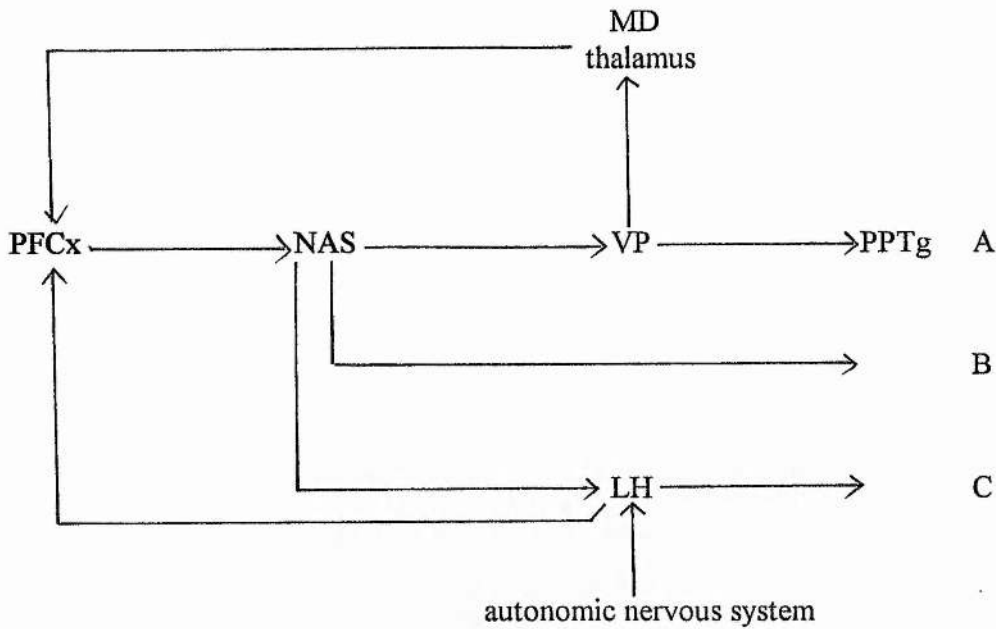 MD
thalamus
PFCx NAS VP PPTg A
B
LH C
autonomic nervous system